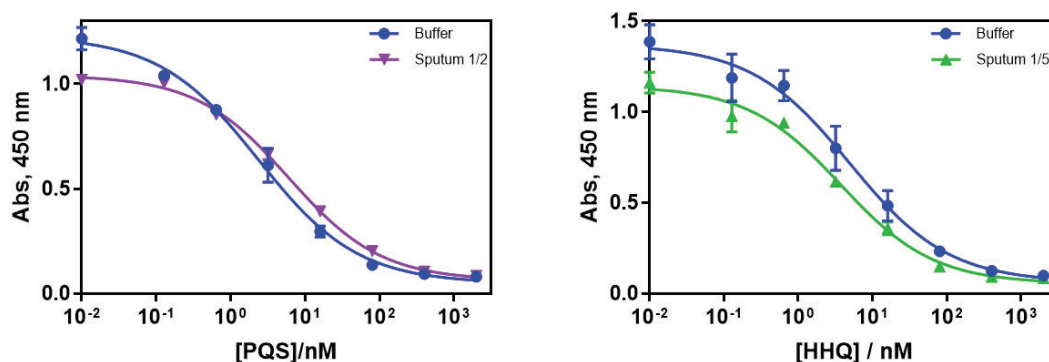 Buffer
Sputum 1/2
1.0
0.5
0.0
Abs, 450 nm
10⁻² 10⁻¹ 10⁰ 10¹ 10² 10³
[PQS]/nM
Buffer
Sputum 1/5
1.5
1.0
0.5
0.0
Abs, 450 nm
10⁻² 10⁻¹ 10⁰ 10¹ 10² 10³
[HHQ] / nM